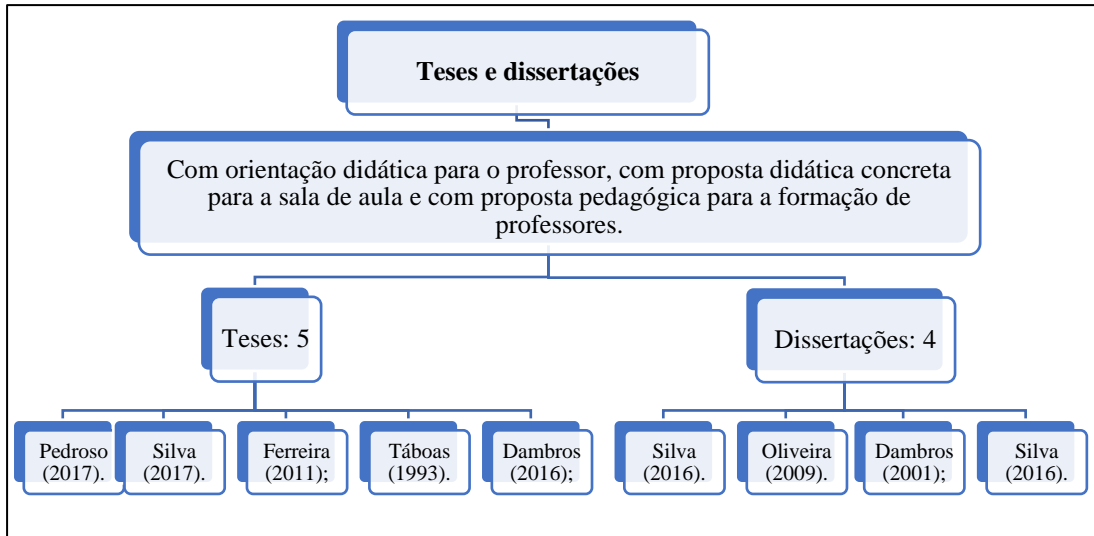 Teses e dissertações
Com orientação didática para o professor, com proposta didática concreta
para a sala de aula e com proposta pedagógica para a formação de
professores.
Teses: 5
Dissertações: 4
Pedroso
(2017).
Silva
(2017).
Ferreira
(2011);
Táboas
(1993).
Dambros
(2016);
Silva
(2016).
Oliveira
(2009).
Dambros
(2001);
Silva
(2016).